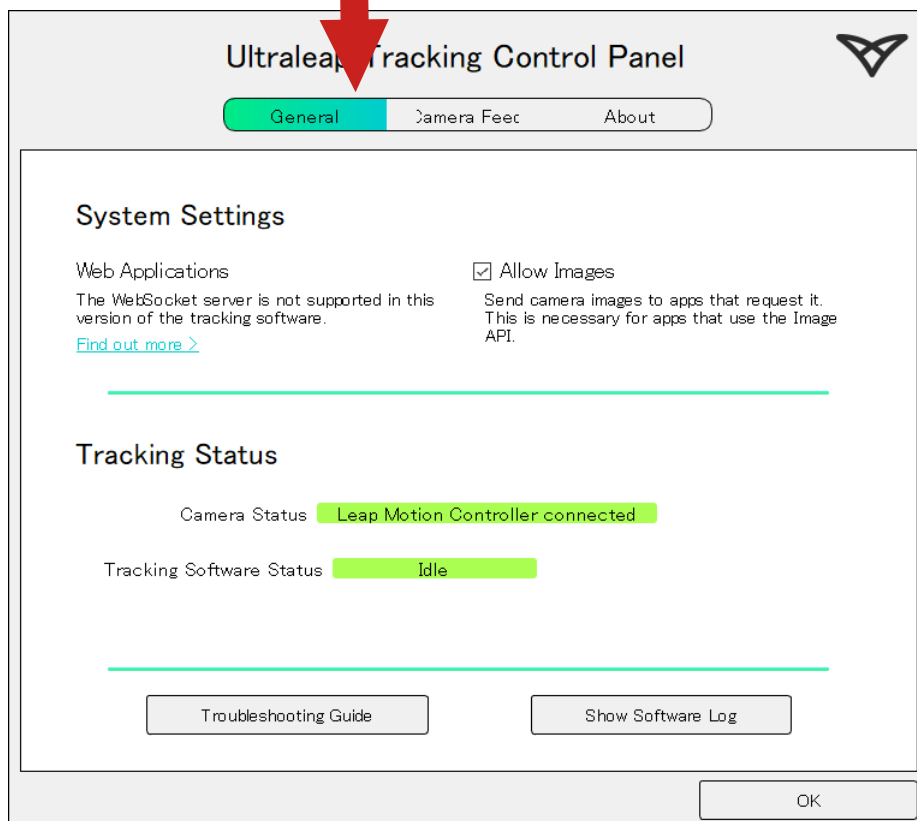 Ultraleap Tracking Control Panel
General
Camera Feed
About
System Settings
Web Applications
The WebSocket server is not supported in this
version of the tracking software.
Find out more >
Allow Images
Send camera images to apps that request it.
This is necessary for apps that use the Image
API.
Tracking Status
Camera Status Leap Motion Controller connected
Tracking Software Status Idle
Troubleshooting Guide
Show Software Log
OK